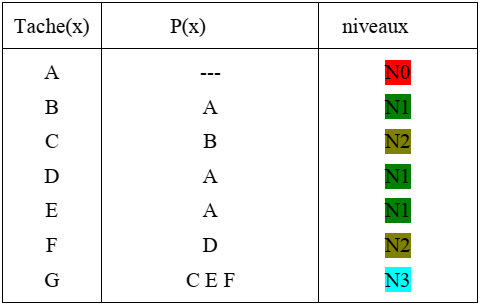 Tache(x) P(x) niveaux
A --- N0
B A N1
C B N2
D A N1
E A N1
F D N2
G C E F N3